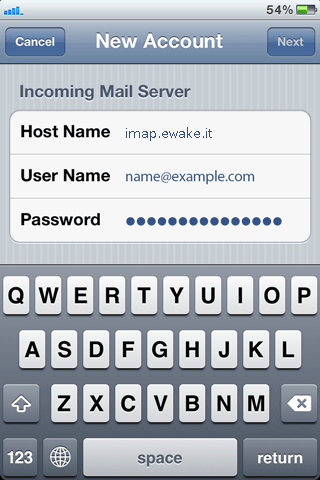 54%
Cancel New Account Next
Incoming Mail Server
Host Name imap.ewake.it
User Name name@example.com
Password ●●●●●●●●●●●●●●●
Q W E R T Y U I O P
A S D F G H J K L
Z X C V B N M
123 space return